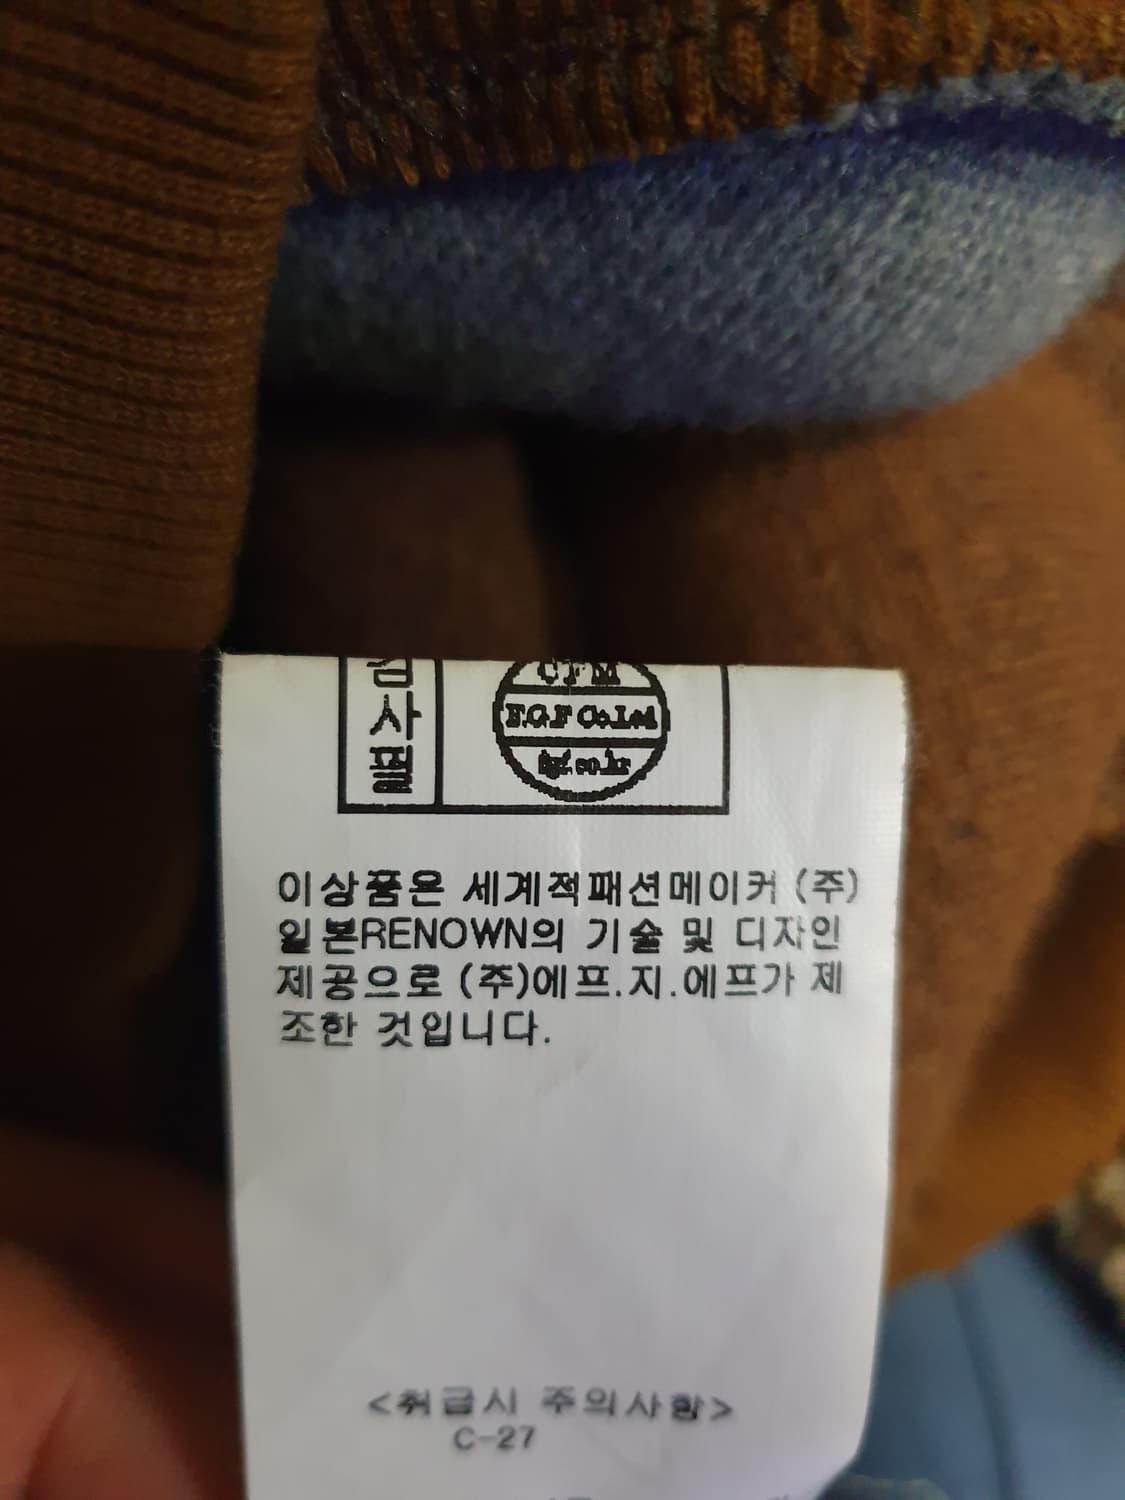 검사필
F.G.F Co.Ltd
fgf.co.kr
이상품은 세계적패션메이커 (주)
일본RENOWN의 기술 및 디자인
제공으로 (주)에프.지.에프가 제
조한 것입니다.
<취급시 주의사항>
C-27